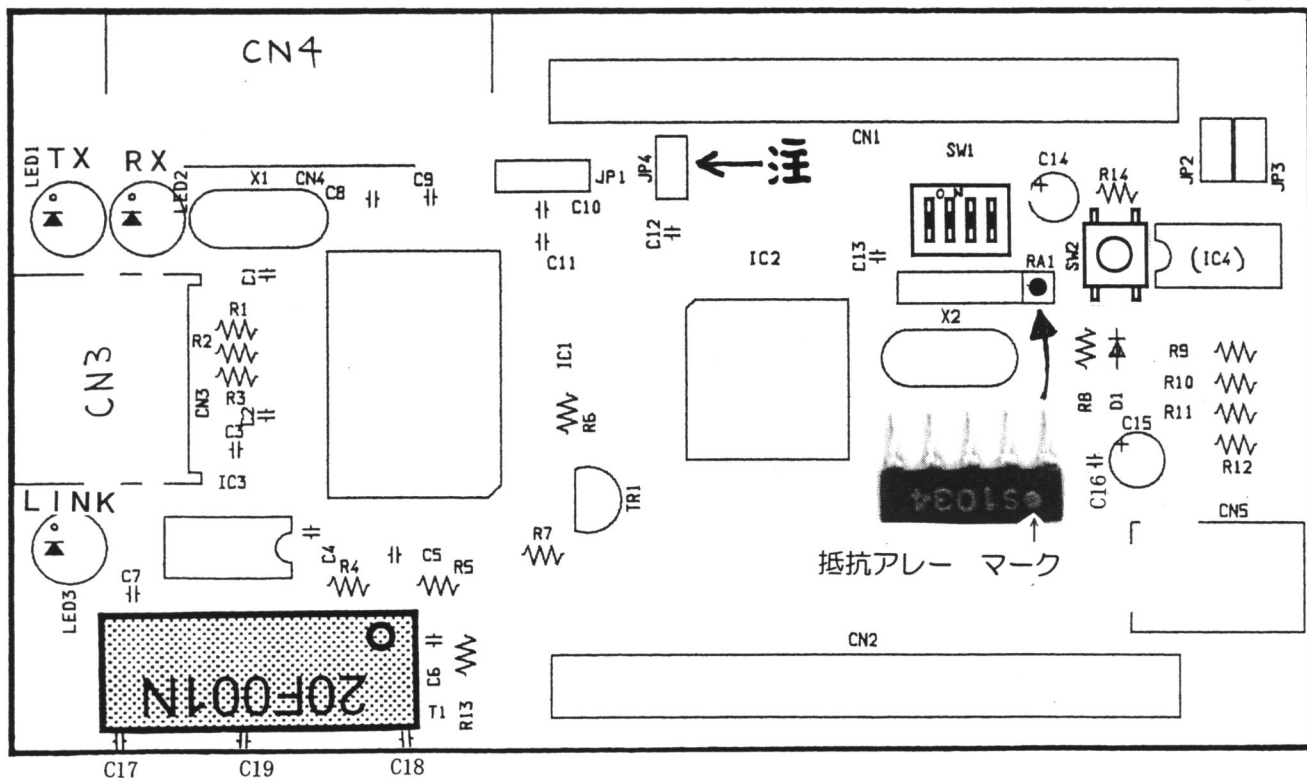 CN4
CN1
LED1
TX
RX
LED2
X1
CN4
C8
C9
JP1
JP4
注
SW1
C14
R14
JP2
JP3
C10
C11
C12
IC2
C13
ON
RA1
SW2
(IC4)
C1
R1
R2
R3
CN3
CN3
C2
C3
IC3
IC1
R6
X2
R8
D1
R9
R10
R11
R12
C15
C16
S1034
抵抗アレー マーク
TR1
R7
CN5
LINK
LED3
C7
C4
R4
C5
R5
20F001N
C6
T1
R13
CN2
C17
C19
C18